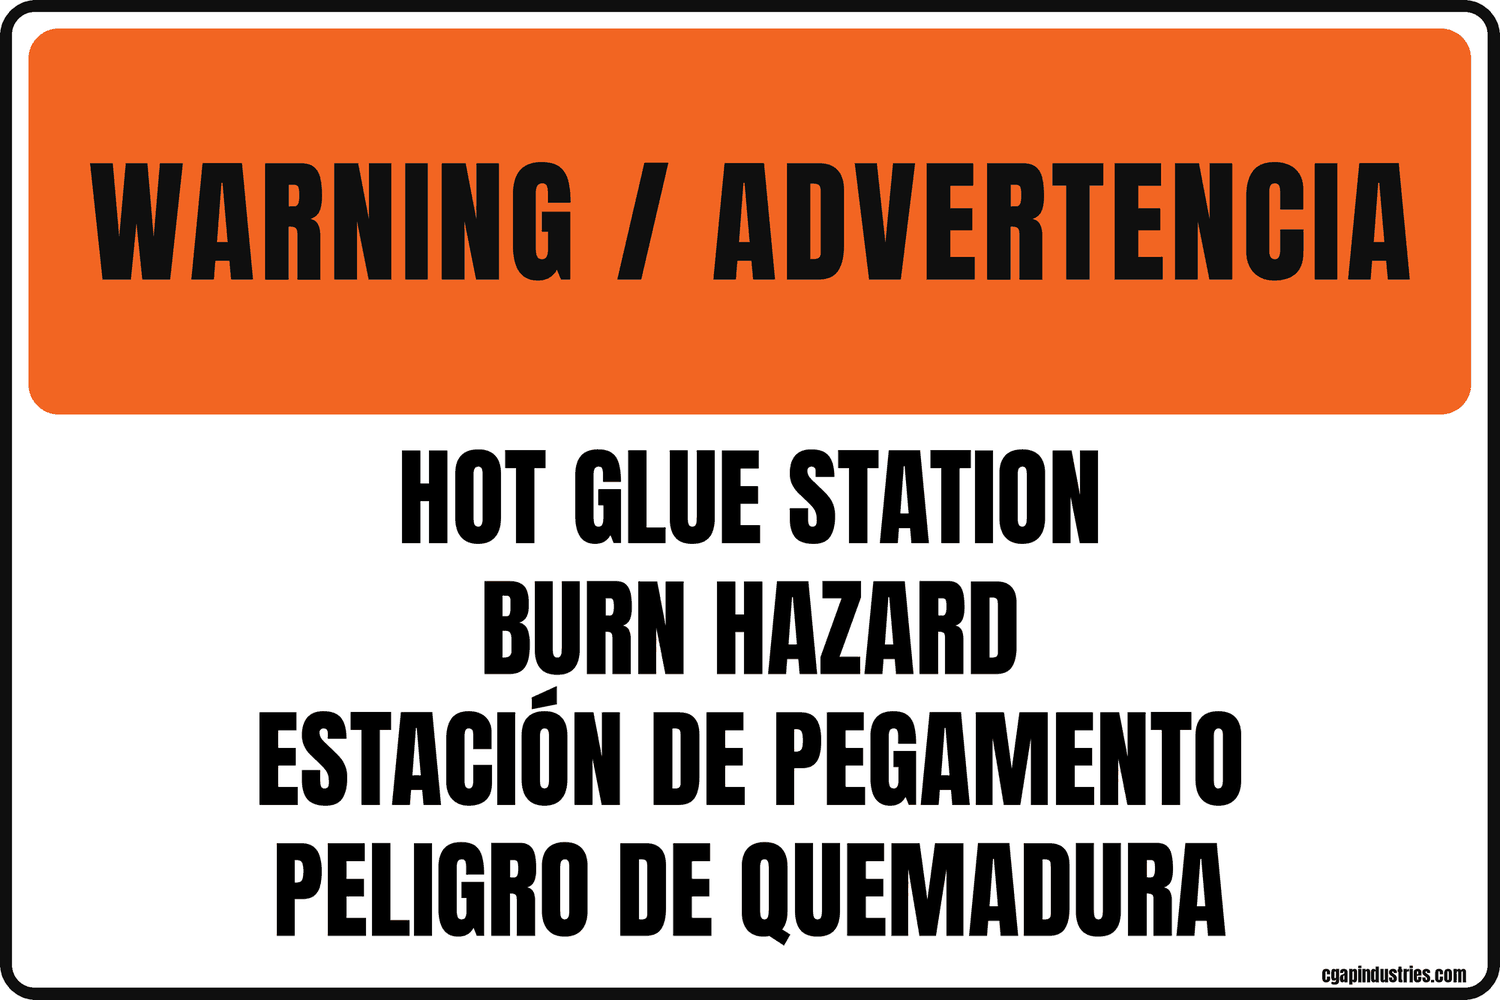 WARNING / ADVERTENCIA
HOT GLUE STATION
BURN HAZARD
ESTACIÓN DE PEGAMENTO
PELIGRO DE QUEMADURA
cgapindustries.com